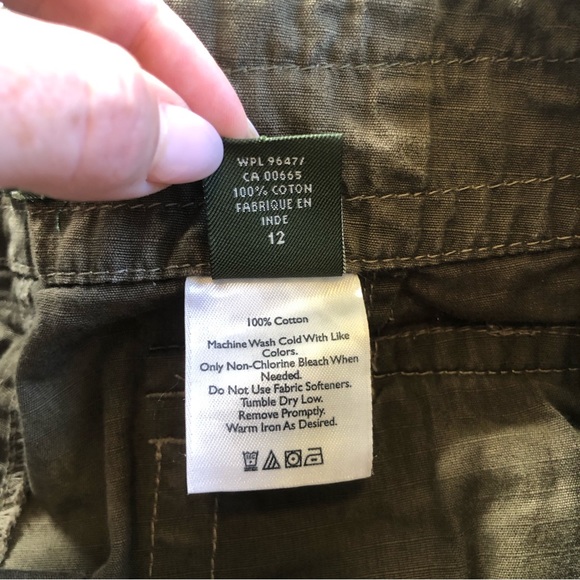 WPL 9647/
CA 00665
100% COTON
FABRIQUE EN
INDE
12
100% Cotton
Machine Wash Cold With Like
Colors.
Only Non-Chlorine Bleach When
Needed.
Do Not Use Fabric Softeners.
Tumble Dry Low.
Remove Promptly.
Warm Iron As Desired.